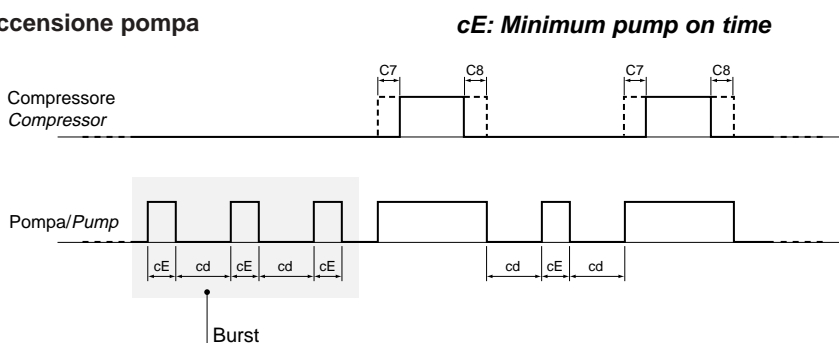 ccensione pompa
cE: Minimum pump on time
C7 C8 C7 C8
Compressore
Compressor
Pompa/Pump
cE cd cE cd cE cd cE cd
Burst